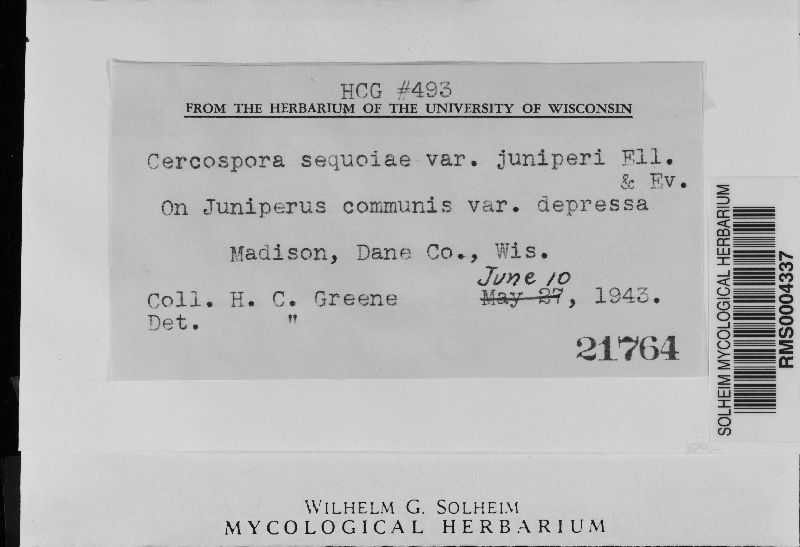 HCG #493
FROM THE HERBARIUM OF THE UNIVERSITY OF WISCONSIN
Cercospora sequoiae var. juniperi Ell.
& Ev.
On Juniperus communis var. depressa
Madison, Dane Co., Wis.
June 10
Coll. H. C. Greene May 27, 1943.
Det. "
21764
SOLHEIM MYCOLOGICAL HERBARIUM
RMS0004337
WILHELM G. SOLHEIM
MYCOLOGICAL HERBARIUM